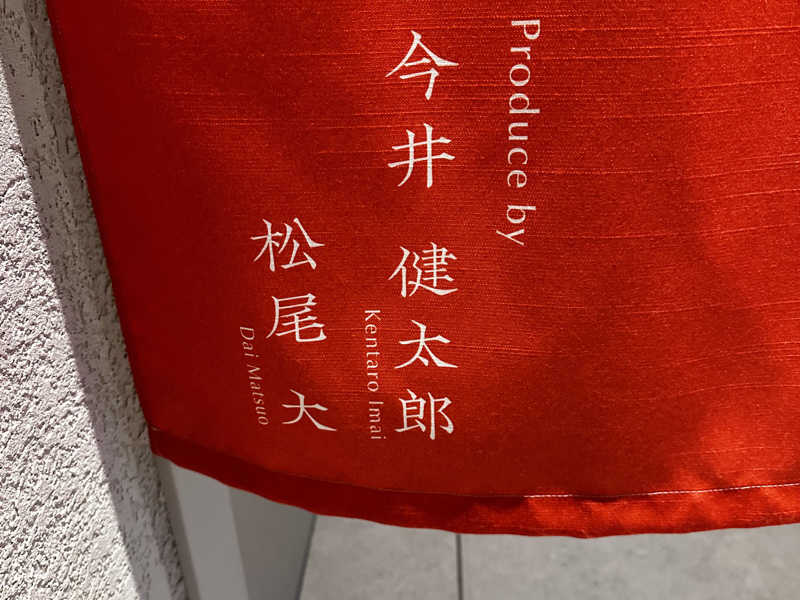 Produce by
今井 健太郎
Kentaro Imai
松尾 大
Dai Matsuo